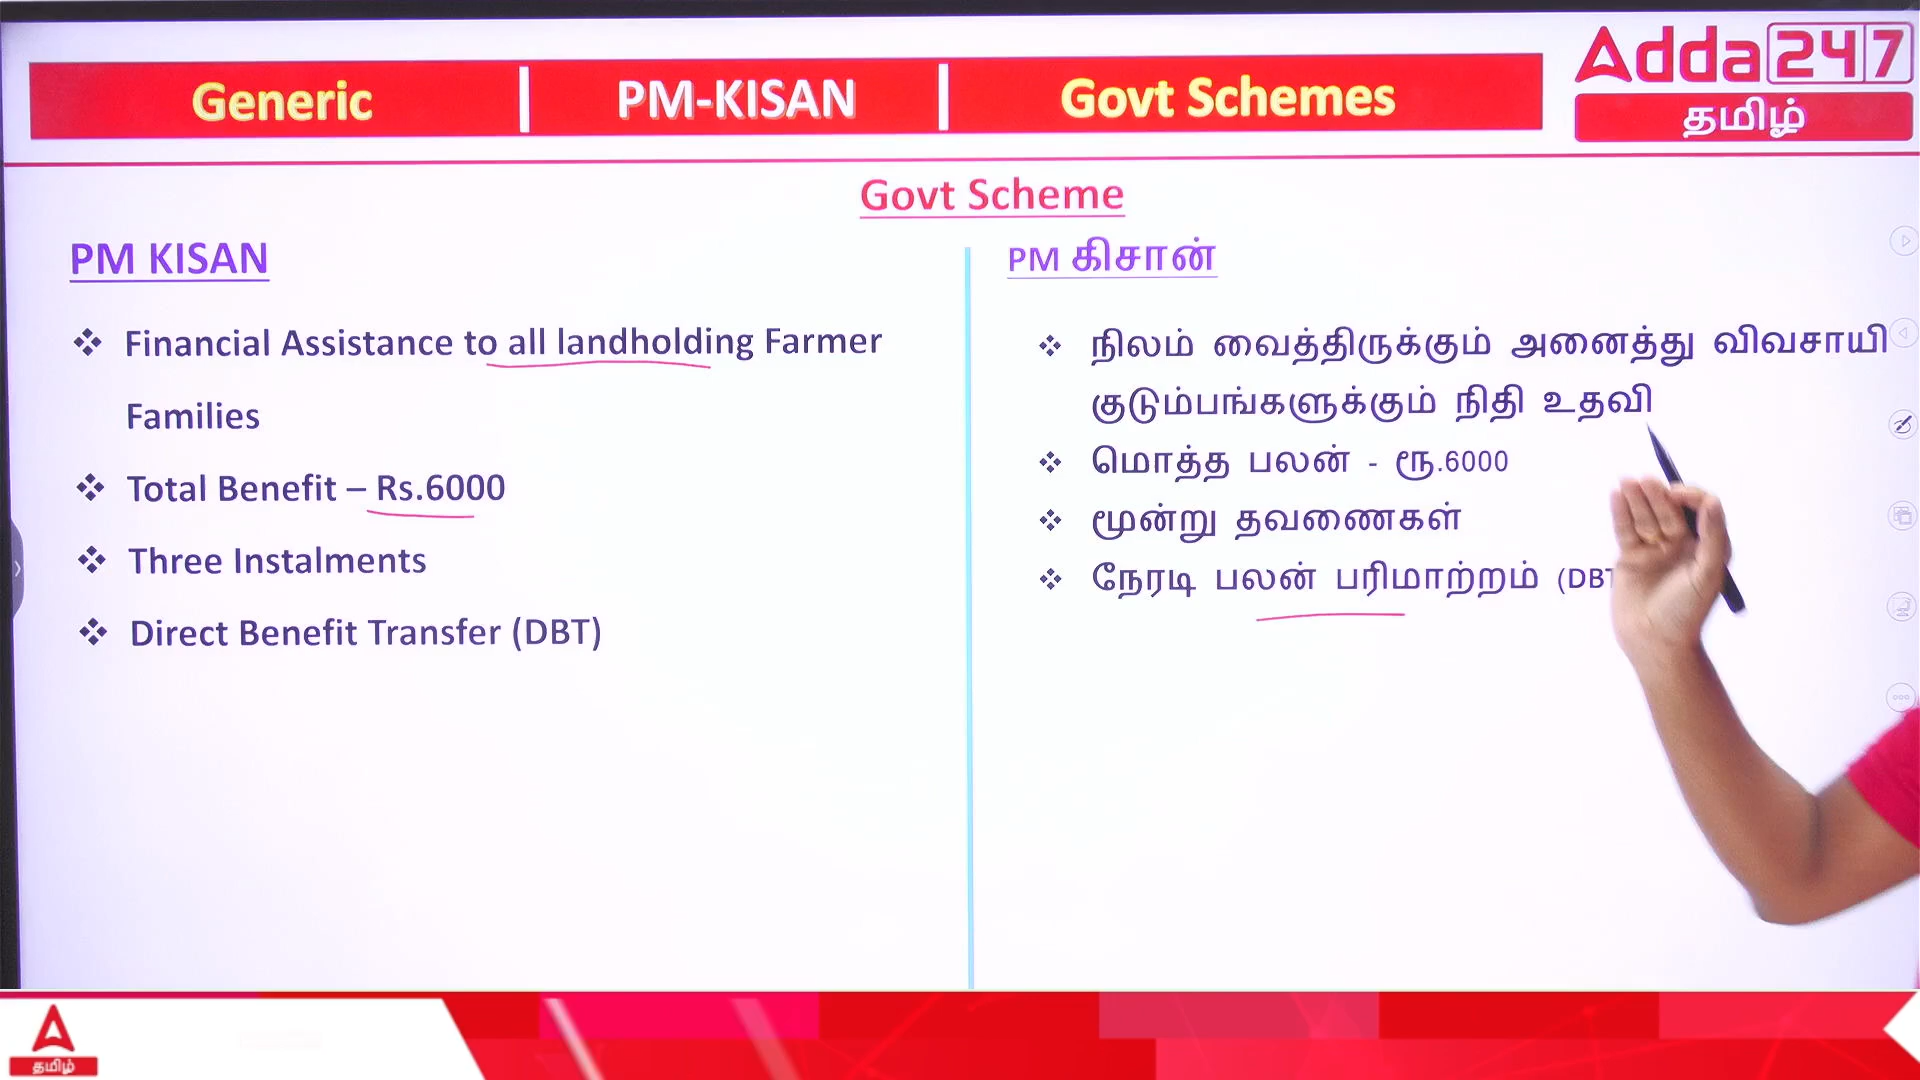 Generic
PM-KISAN
Govt Schemes
Adda247
தமிழ்
Govt Scheme
PM KISAN
❖ Financial Assistance to all landholding Farmer
Families
❖ Total Benefit – Rs.6000
❖ Three Instalments
❖ Direct Benefit Transfer (DBT)
PM கிசான்
❖ நிலம் வைத்திருக்கும் அனைத்து விவசாயி
குடும்பங்களுக்கும் நிதி உதவி
❖ மொத்த பலன் - ரூ.6000
❖ மூன்று தவணைகள்
❖ நேரடி பலன் பரிமாற்றம் (DBT
தமிழ்